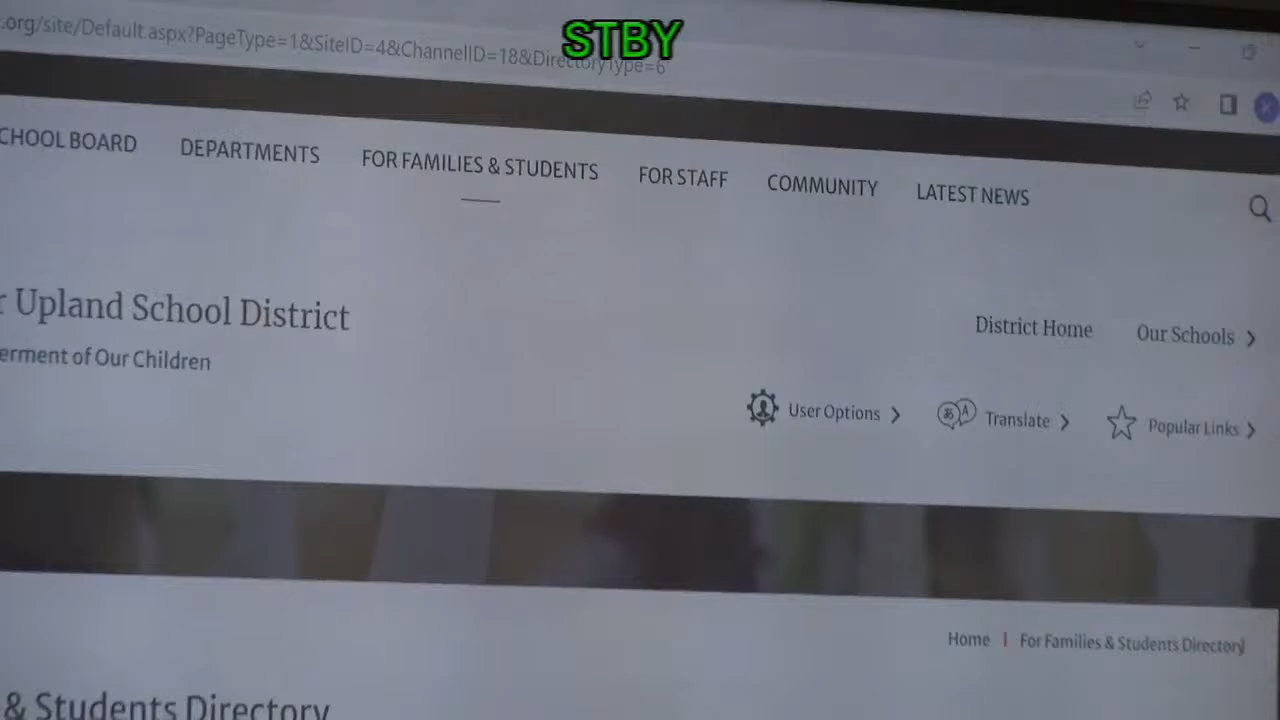 STBY
.org/site/Default.aspx?PageType=1&SiteID=4&ChannelID=18&DirectoryType=6
CHOOL BOARD DEPARTMENTS FOR FAMILIES & STUDENTS FOR STAFF COMMUNITY LATEST NEWS
r Upland School District
District Home Our Schools
erment of Our Children
User Options Translate Popular Links
Home | For Families & Students Directory
& Students Directory